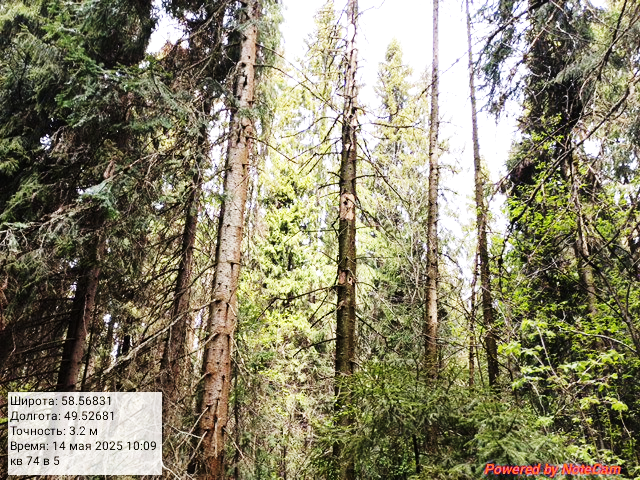 Широта: 58.56831
Долгота: 49.52681
Точность: 3.2 м
Время: 14 мая 2025 10:09
кв 74 в 5
Powered by NoteCam